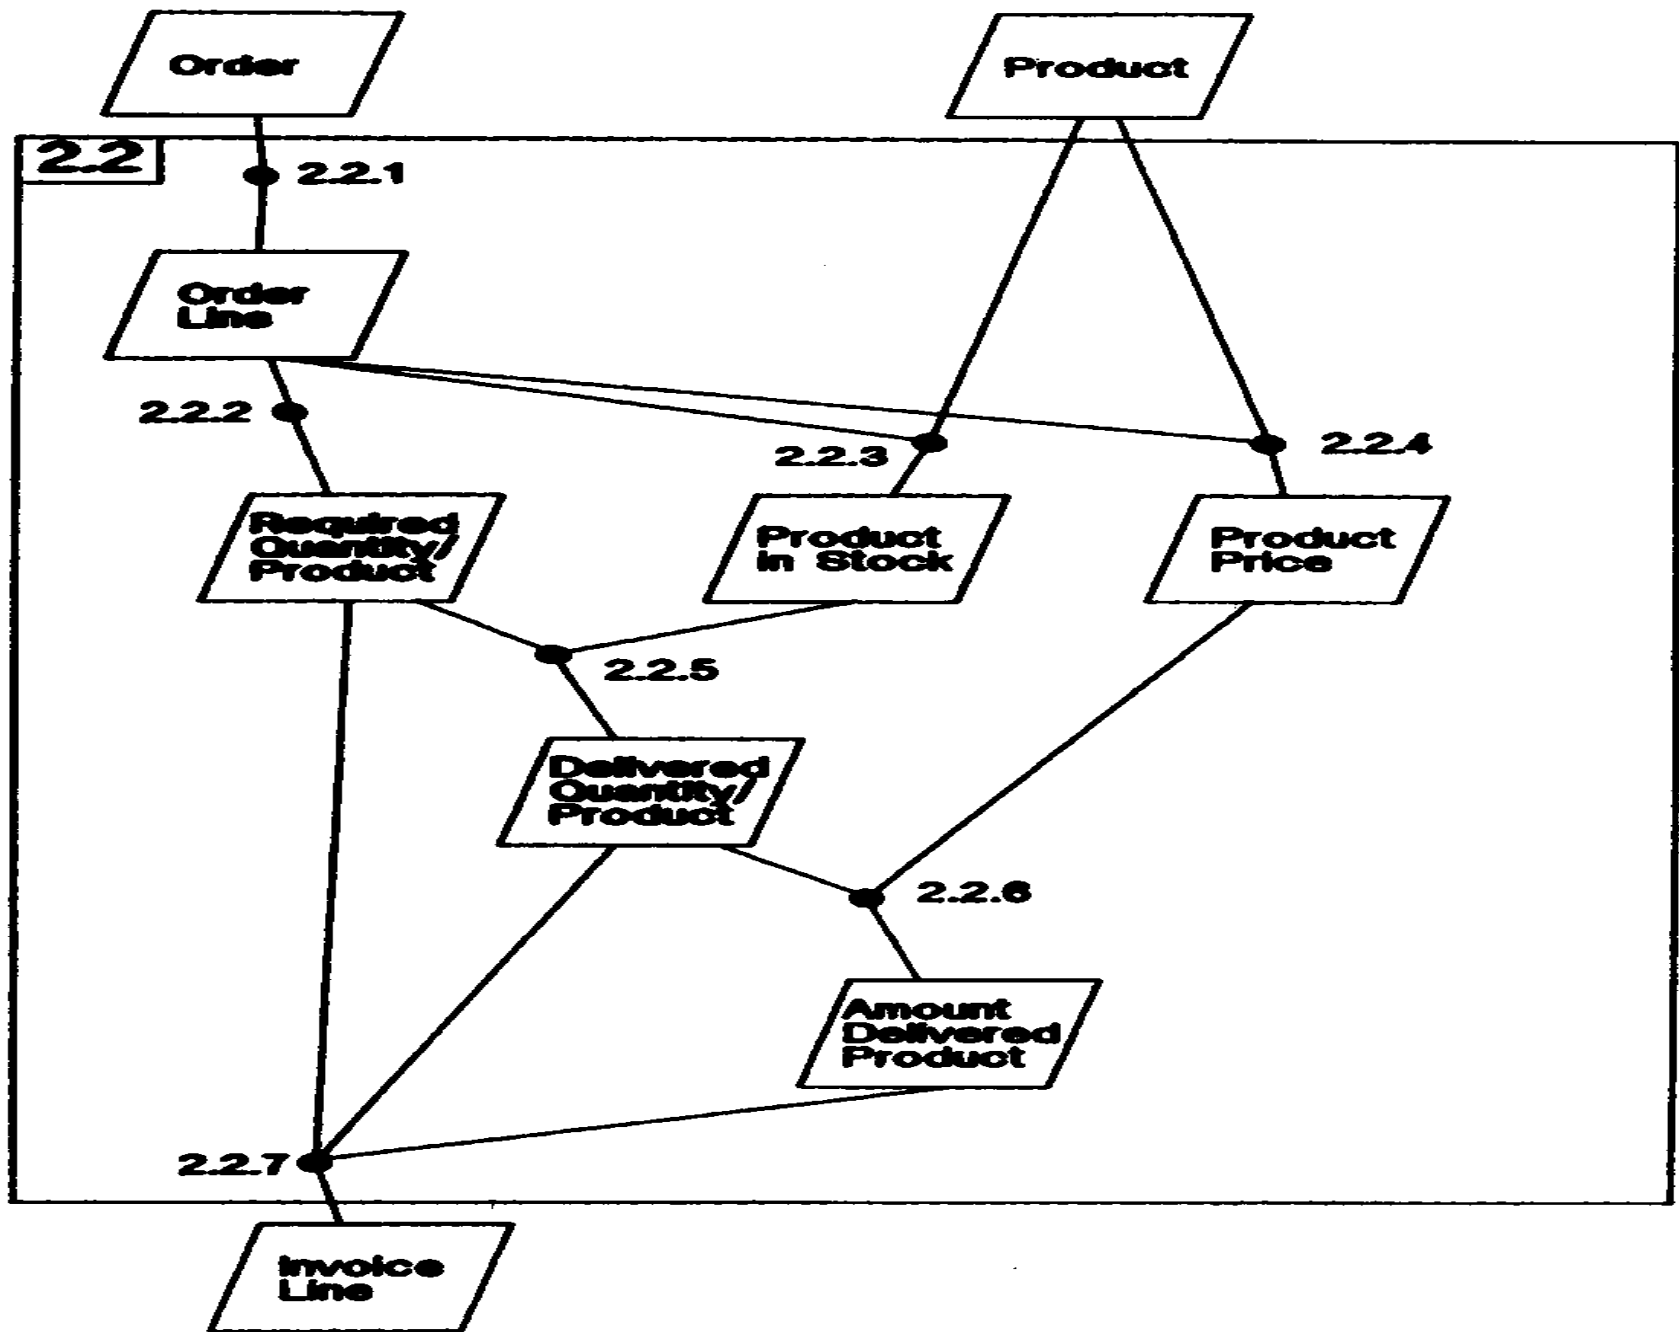 Order
Product
2.2
2.2.1
Order
Line
2.2.2
2.2.3
2.2.4
Required
Quantity/
Product
Product
in Stock
Product
Price
2.2.5
Delivered
Quantity/
Product
2.2.6
Amount
Delivered
Product
2.2.7
Invoice
Line